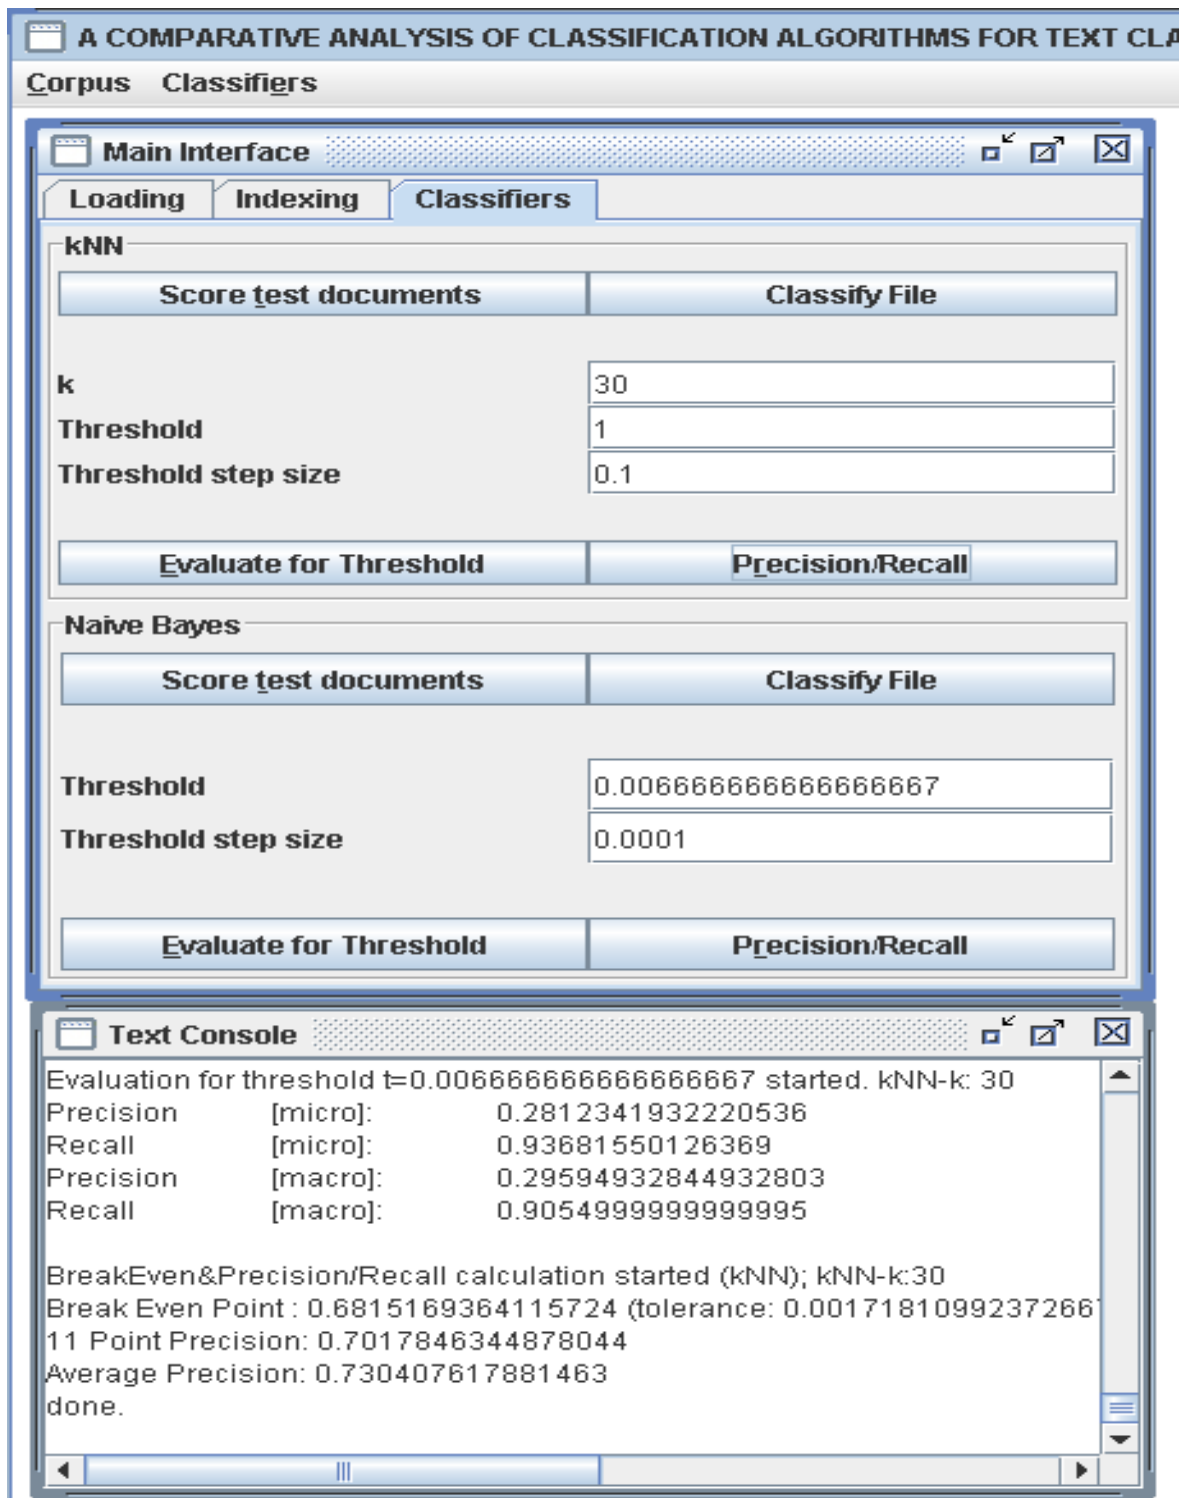 A COMPARATIVE ANALYSIS OF CLASSIFICATION ALGORITHMS FOR TEXT CLA
Corpus Classifiers
Main Interface
Loading Indexing Classifiers
kNN
Score test documents Classify File
k 30
Threshold 1
Threshold step size 0.1
Evaluate for Threshold Precision/Recall
Naive Bayes
Score test documents Classify File
Threshold 0.006666666666666667
Threshold step size 0.0001
Evaluate for Threshold Precision/Recall
Text Console
Evaluation for threshold t=0.006666666666666667 started. kNN-k: 30
Precision [micro]: 0.2812341932220536
Recall [micro]: 0.93681550126369
Precision [macro]: 0.29594932844932803
Recall [macro]: 0.9054999999999995
BreakEven&Precision/Recall calculation started (kNN); kNN-k:30
Break Even Point : 0.6815169364115724 (tolerance: 0.00171810992372667
11 Point Precision: 0.7017846344878044
Average Precision: 0.730407617881463
done.